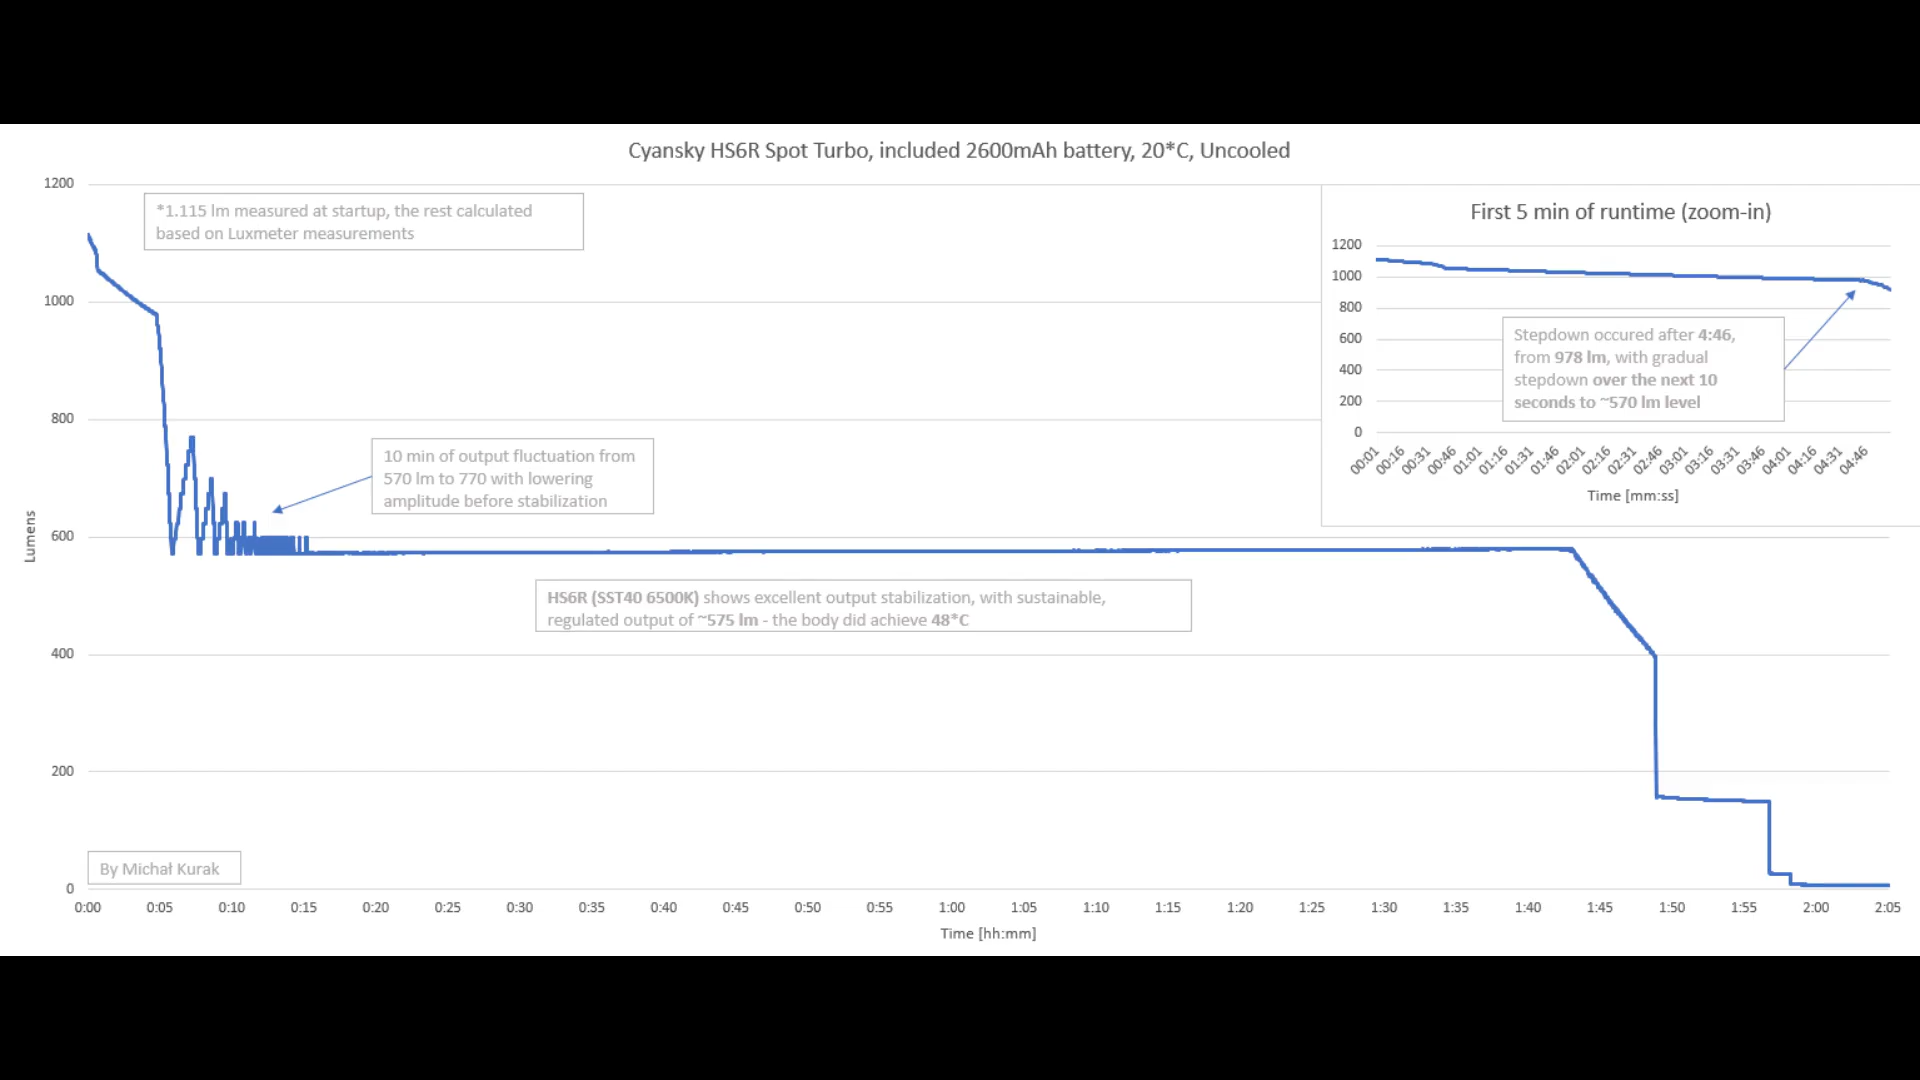 Cyansky HS6R Spot Turbo, included 2600mAh battery, 20*C, Uncooled
1200
1000
800
600
400
200
0
Lumens
*1.115 lm measured at startup, the rest calculated
based on Luxmeter measurements
10 min of output fluctuation from
570 lm to 770 with lowering
amplitude before stabilization
HS6R (SST40 6500K) shows excellent output stabilization, with sustainable,
regulated output of ~575 lm - the body did achieve 48*C
By Michał Kurak
0:00 0:05 0:10 0:15 0:20 0:25 0:30 0:35 0:40 0:45 0:50 0:55 1:00 1:05 1:10 1:15 1:20 1:25 1:30 1:35 1:40 1:45 1:50 1:55 2:00 2:05
Time [hh:mm]
First 5 min of runtime (zoom-in)
1200
1000
800
600
400
200
0
Stepdown occured after 4:46,
from 978 lm, with gradual
stepdown over the next 10
seconds to ~570 lm level
00:01 00:16 00:31 00:46 01:01 01:16 01:31 01:46 02:01 02:16 02:31 02:46 03:01 03:16 03:31 03:46 04:01 04:16 04:31 04:46
Time [mm:ss]